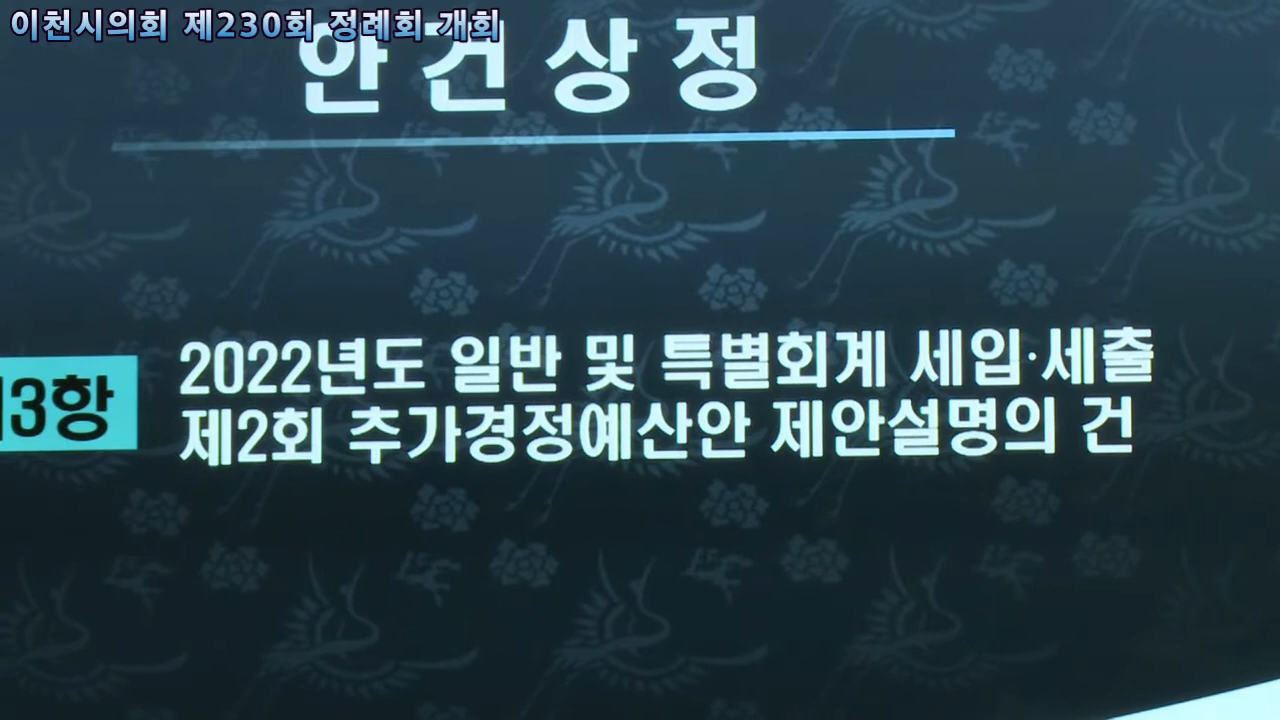 이천시의회 제230회 정례회 개회
안건상정
3항
2022년도 일반 및 특별회계 세입·세출
제2회 추가경정예산안 제안설명의 건